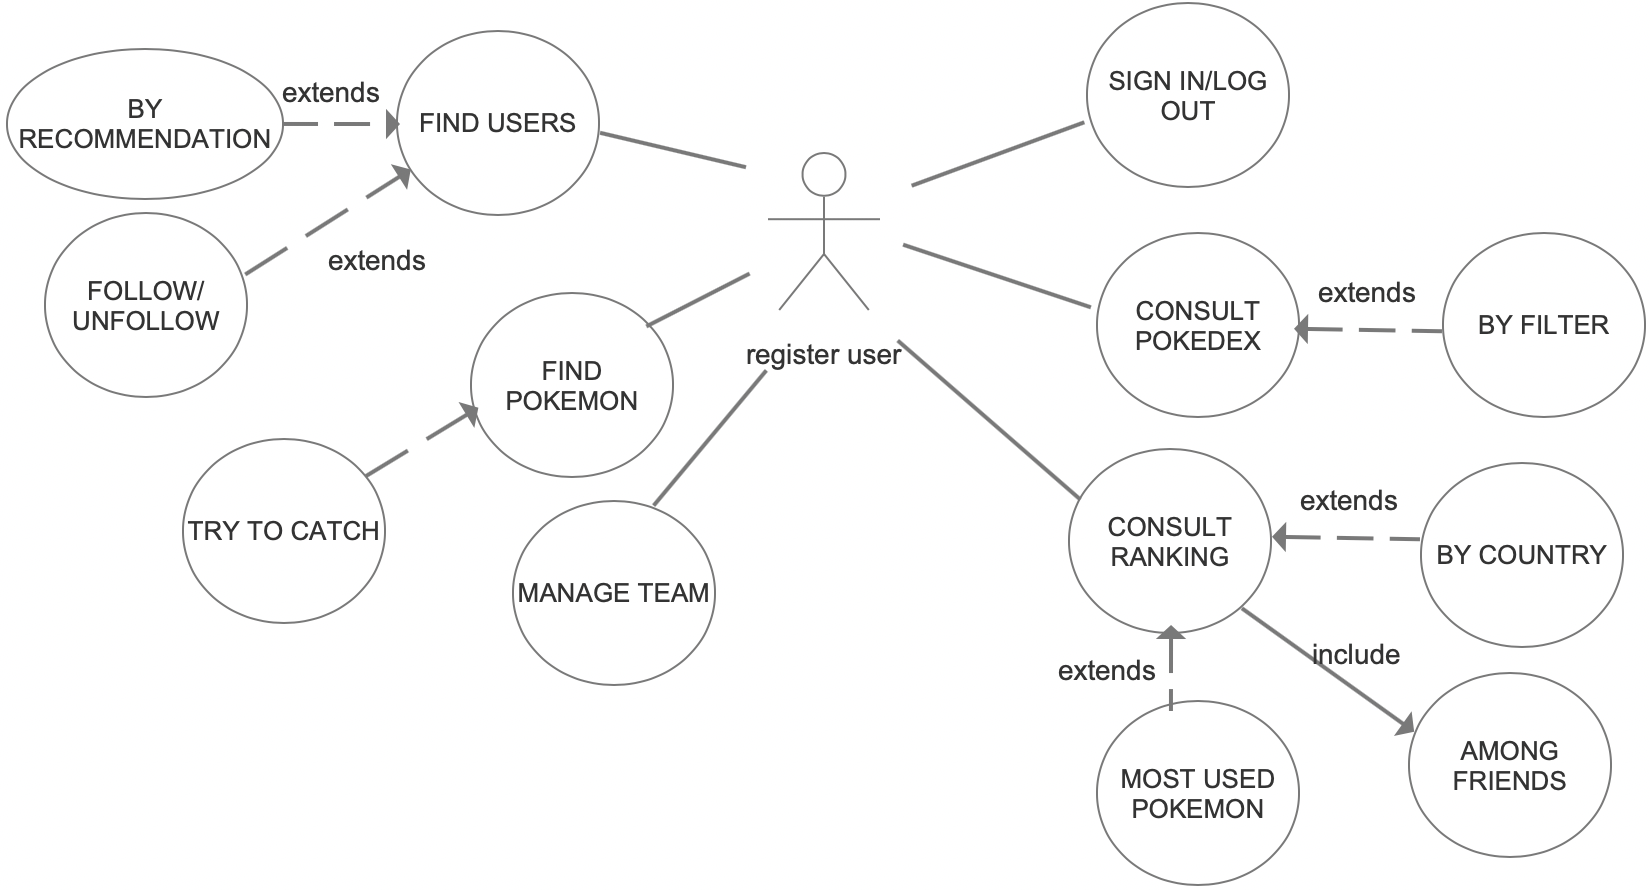 SIGN IN/LOG
OUT
BY
RECOMMENDATION
extends
FIND USERS
extends
FOLLOW/
UNFOLLOW
CONSULT
POKEDEX
extends
BY FILTER
register user
FIND
POKEMON
TRY TO CATCH
MANAGE TEAM
CONSULT
RANKING
extends
BY COUNTRY
extends
include
MOST USED
POKEMON
AMONG
FRIENDS